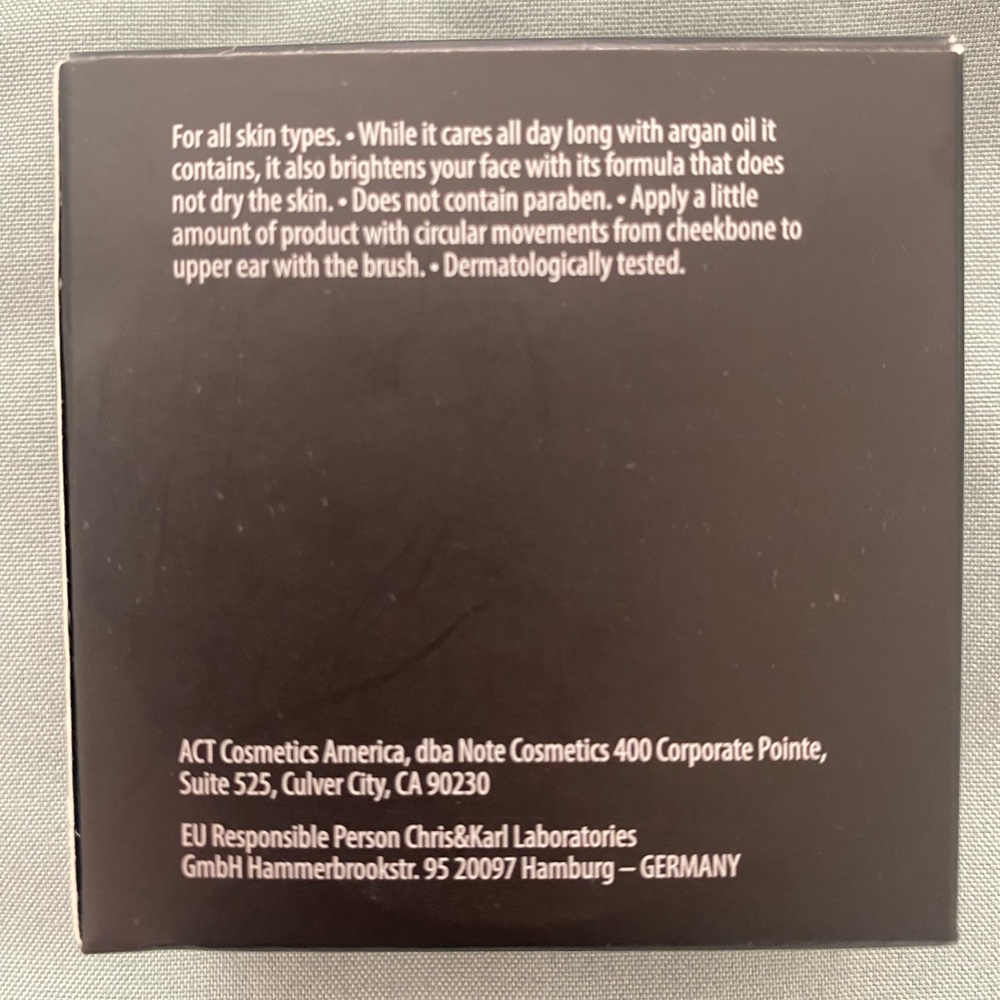 For all skin types. • While it cares all day long with argan oil it
contains, it also brightens your face with its formula that does
not dry the skin. • Does not contain paraben. • Apply a little
amount of product with circular movements from cheekbone to
upper ear with the brush. • Dermatologically tested.
ACT Cosmetics America, dba Note Cosmetics 400 Corporate Pointe,
Suite 525, Culver City, CA 90230
EU Responsible Person Chris&Karl Laboratories
GmbH Hammerbrookstr. 95 20097 Hamburg – GERMANY